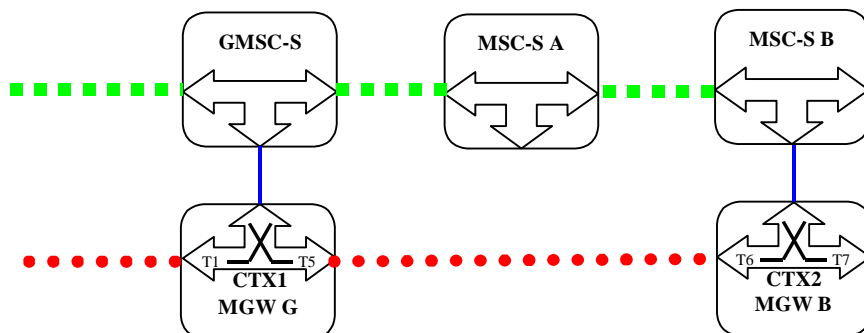 GMSC-S
MSC-S A
MSC-S B
T1
T5
CTX1
MGW G
T6
T7
CTX2
MGW B